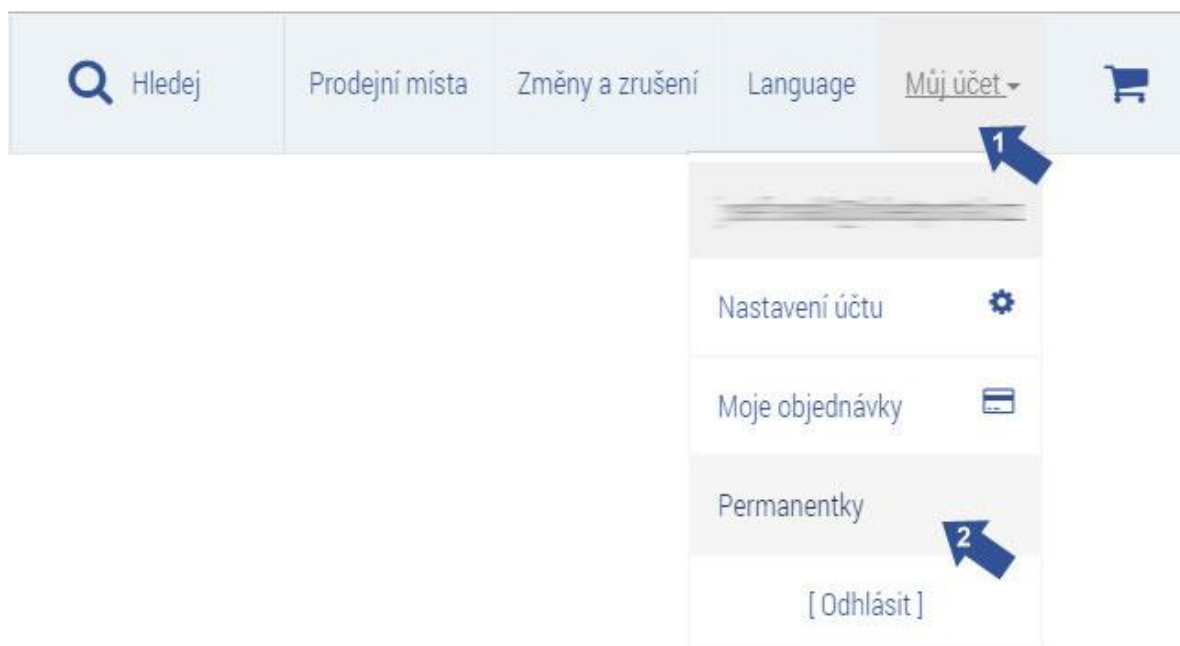 Hledej Prodejní místa Změny a zrušení Language Můj účet
1
Nastavení účtu
Moje objednávky
Permanentky
2
[ Odhlásit ]